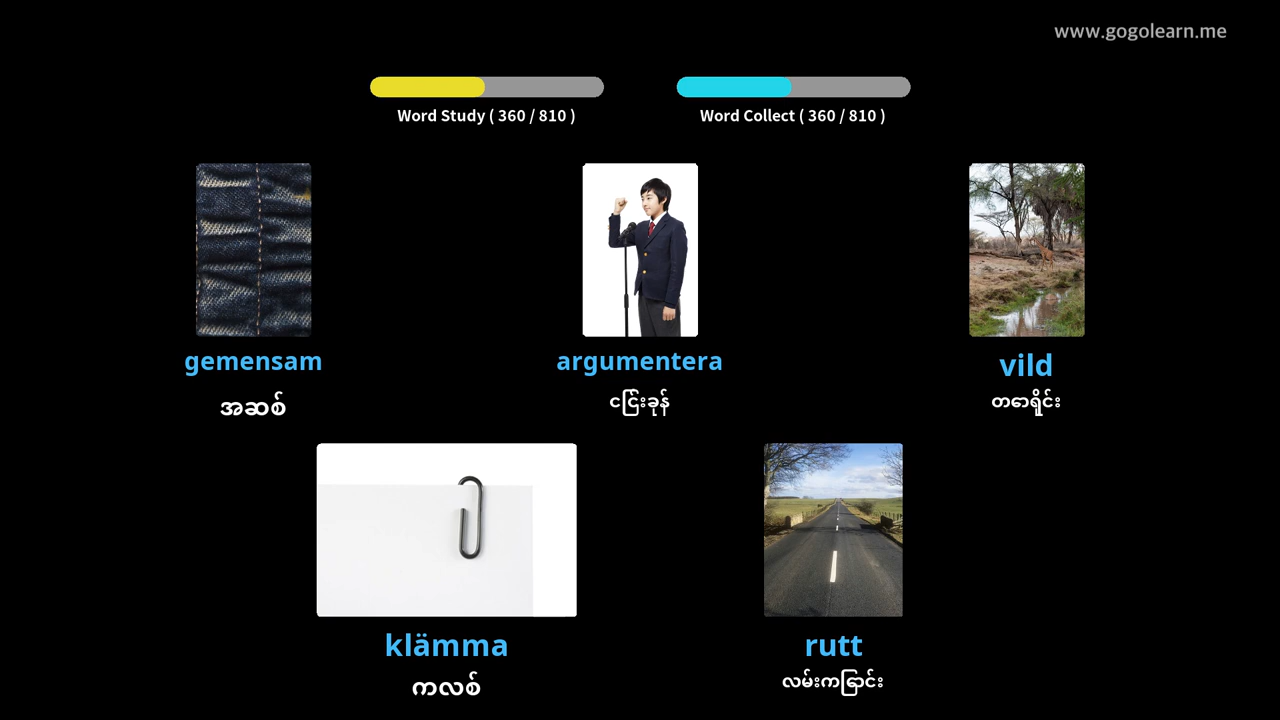 www.gogolearn.me
Word Study ( 360 / 810 )
Word Collect ( 360 / 810 )
gemensam
အဆစ်
argumentera
ငငြ်းခုန်
vild
တောရိုင်း
klämma
ကလစ်
rutt
လမ်းကြောင်း